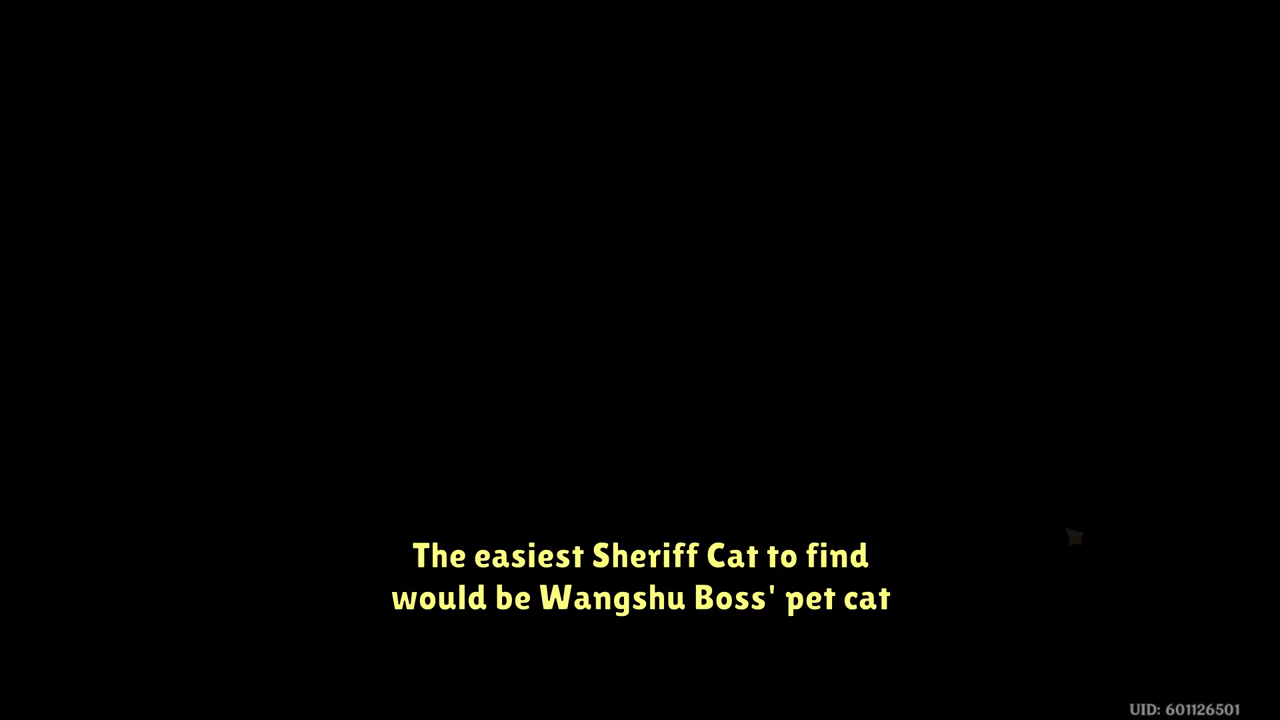 The easiest Sheriff Cat to find
would be Wangshu Boss' pet cat
UID: 601126501